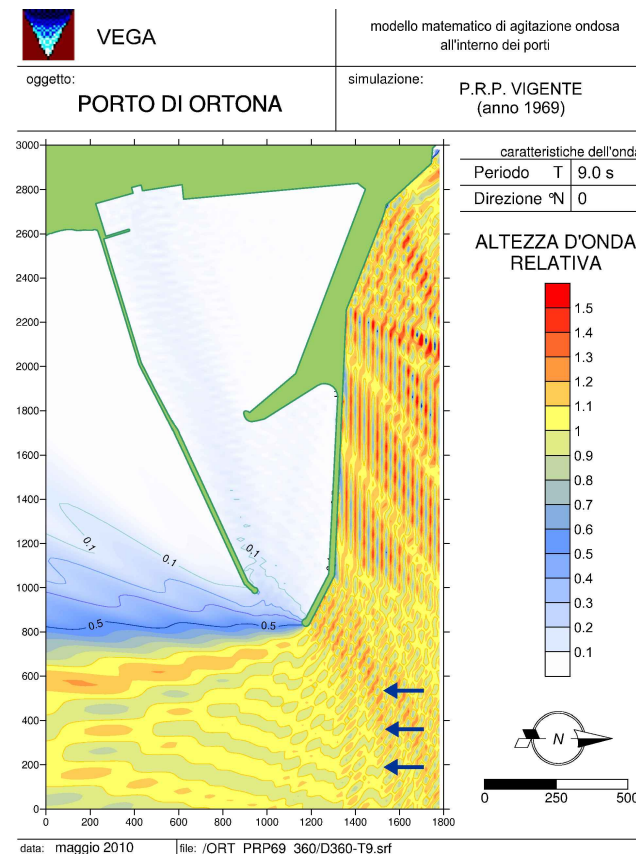 VEGA
modello matematico di agitazione ondosa
all'interno dei porti
oggetto:
PORTO DI ORTONA
simulazione:
P.R.P. VIGENTE
(anno 1969)
caratteristiche dell'onda
Periodo T 9.0 s
Direzione °N 0
ALTEZZA D'ONDA
RELATIVA
1.5
1.4
1.3
1.2
1.1
1
0.9
0.8
0.7
0.6
0.5
0.4
0.3
0.2
0.1
3000
2800
2600
2400
2200
2000
1800
1600
1400
1200
1000
800
600
400
200
0
0.1
0.1
0.1
0.5
0.5
0 200 400 600 800 1000 1200 1400 1600 1800
N
0 250 500
data: maggio 2010
file: /ORT_PRP69_360/D360-T9.srf